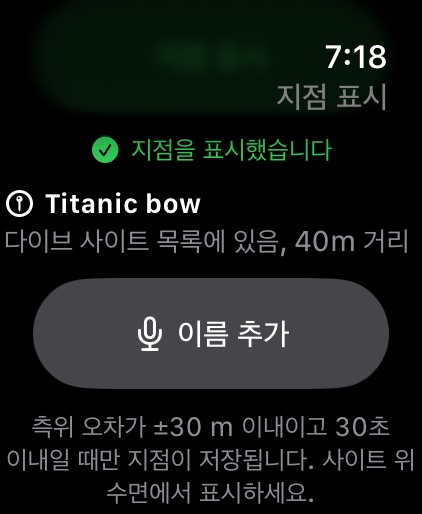 7:18
지점 표시
지점을 표시했습니다
Titanic bow
다이브 사이트 목록에 있음, 40m 거리
이름 추가
측위 오차가 ±30 m 이내이고 30초
이내일 때만 지점이 저장됩니다. 사이트 위
수면에서 표시하세요.